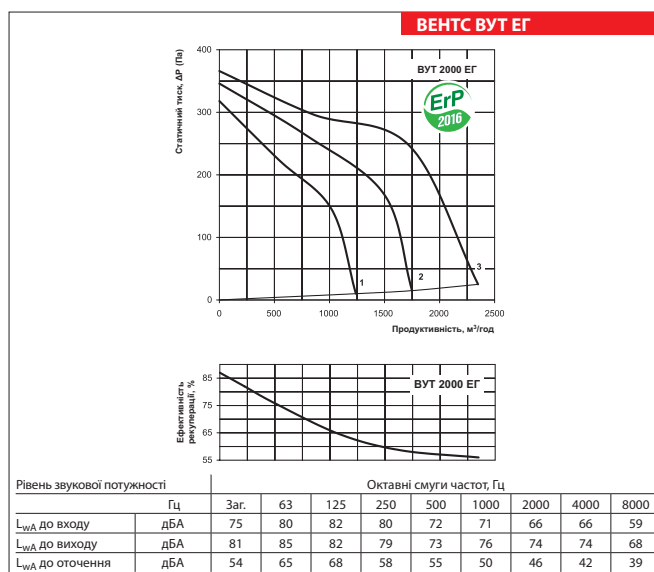 ВЕНТС ВУТ ЕГ
Статичний тиск, ΔP (Па)
400
300
200
100
0
ВУТ 2000 ЕГ
ErP
2016
1
2
3
0 500 1000 1500 2000 2500
Продуктивність, м³/год
Ефективність
рекуперації, %
85
75
65
55
ВУТ 2000 ЕГ
Рівень звукової потужності Октавні смуги частот, Гц
Гц Заг. 63 125 250 500 1000 2000 4000 8000
LwA до входу дБА 75 80 82 80 72 71 66 66 59
LwA до виходу дБА 81 85 82 79 73 76 74 74 68
LwA до оточення дБА 54 65 68 58 55 50 46 42 39